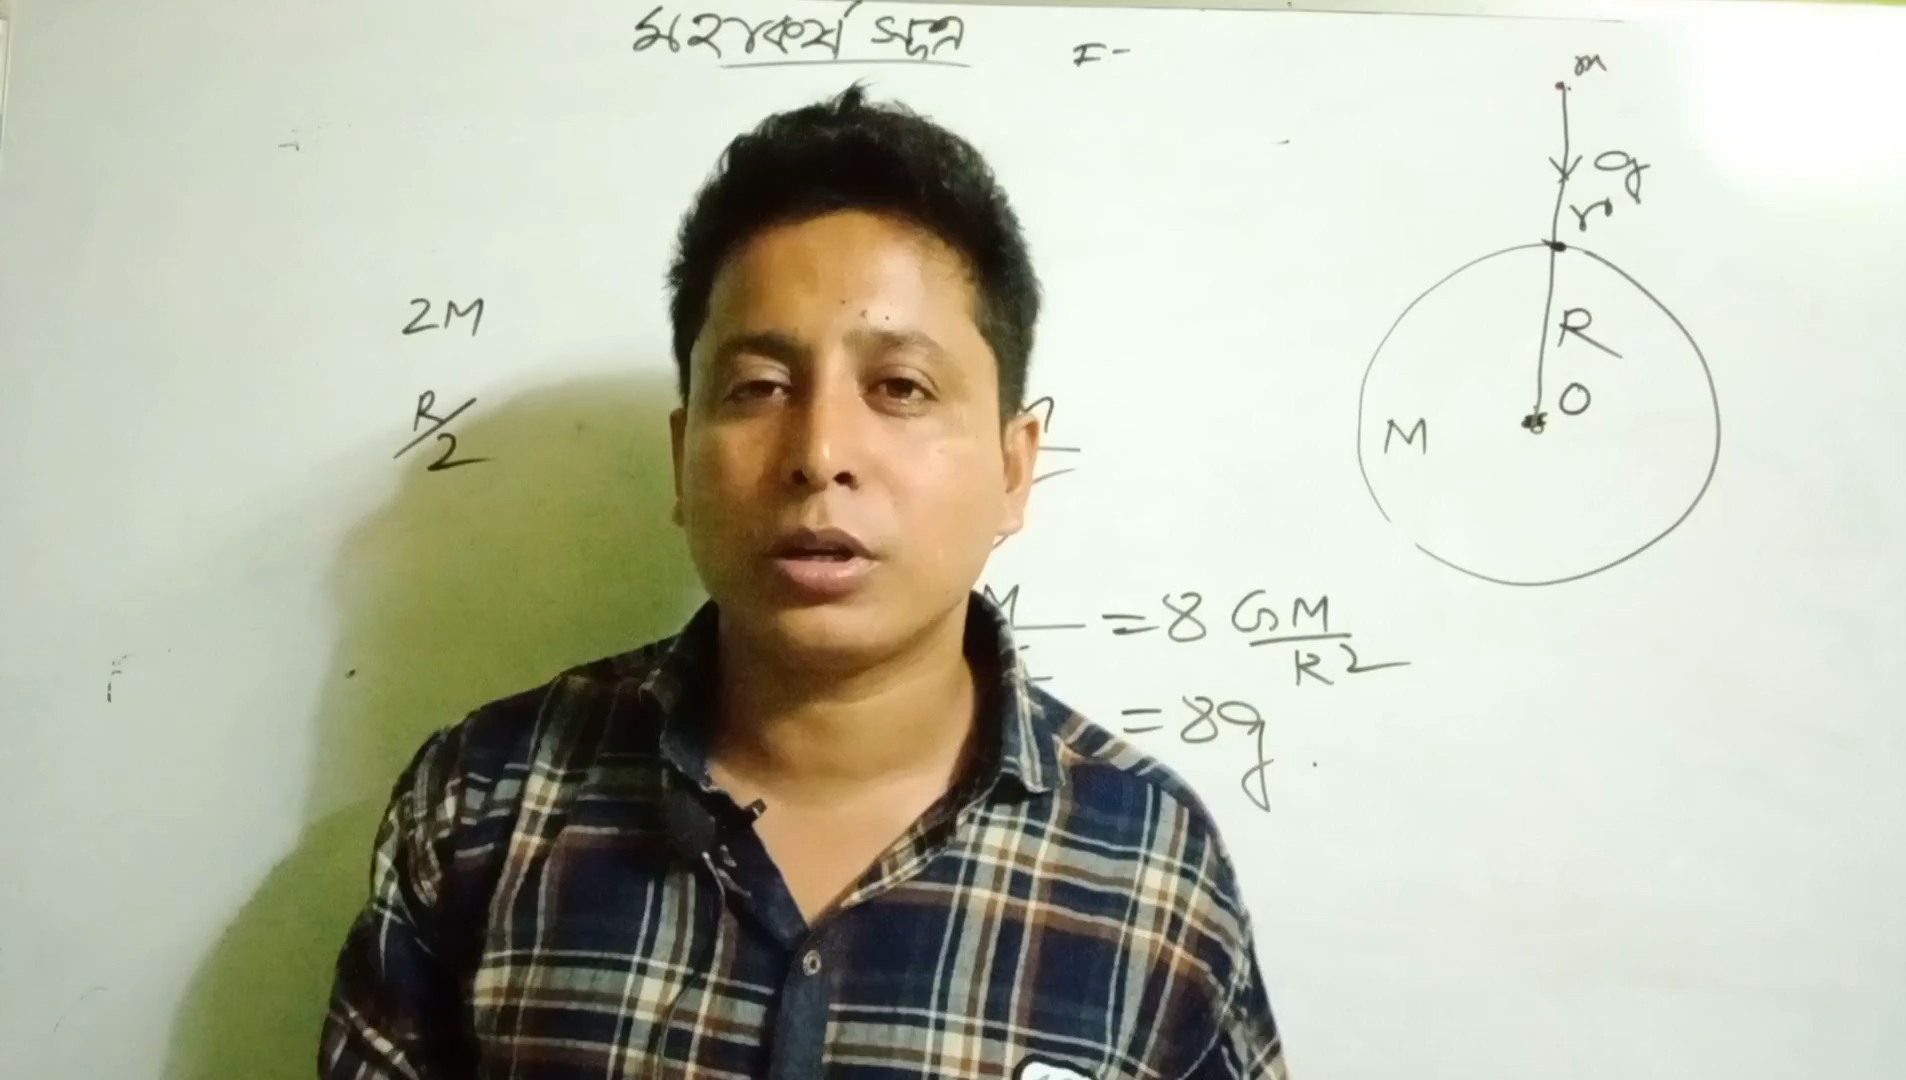 মহাকর্ষ সূত্র F-
m
g
r
2M
R
R/2
O
M
M
= 8 GM/R2
= 8g